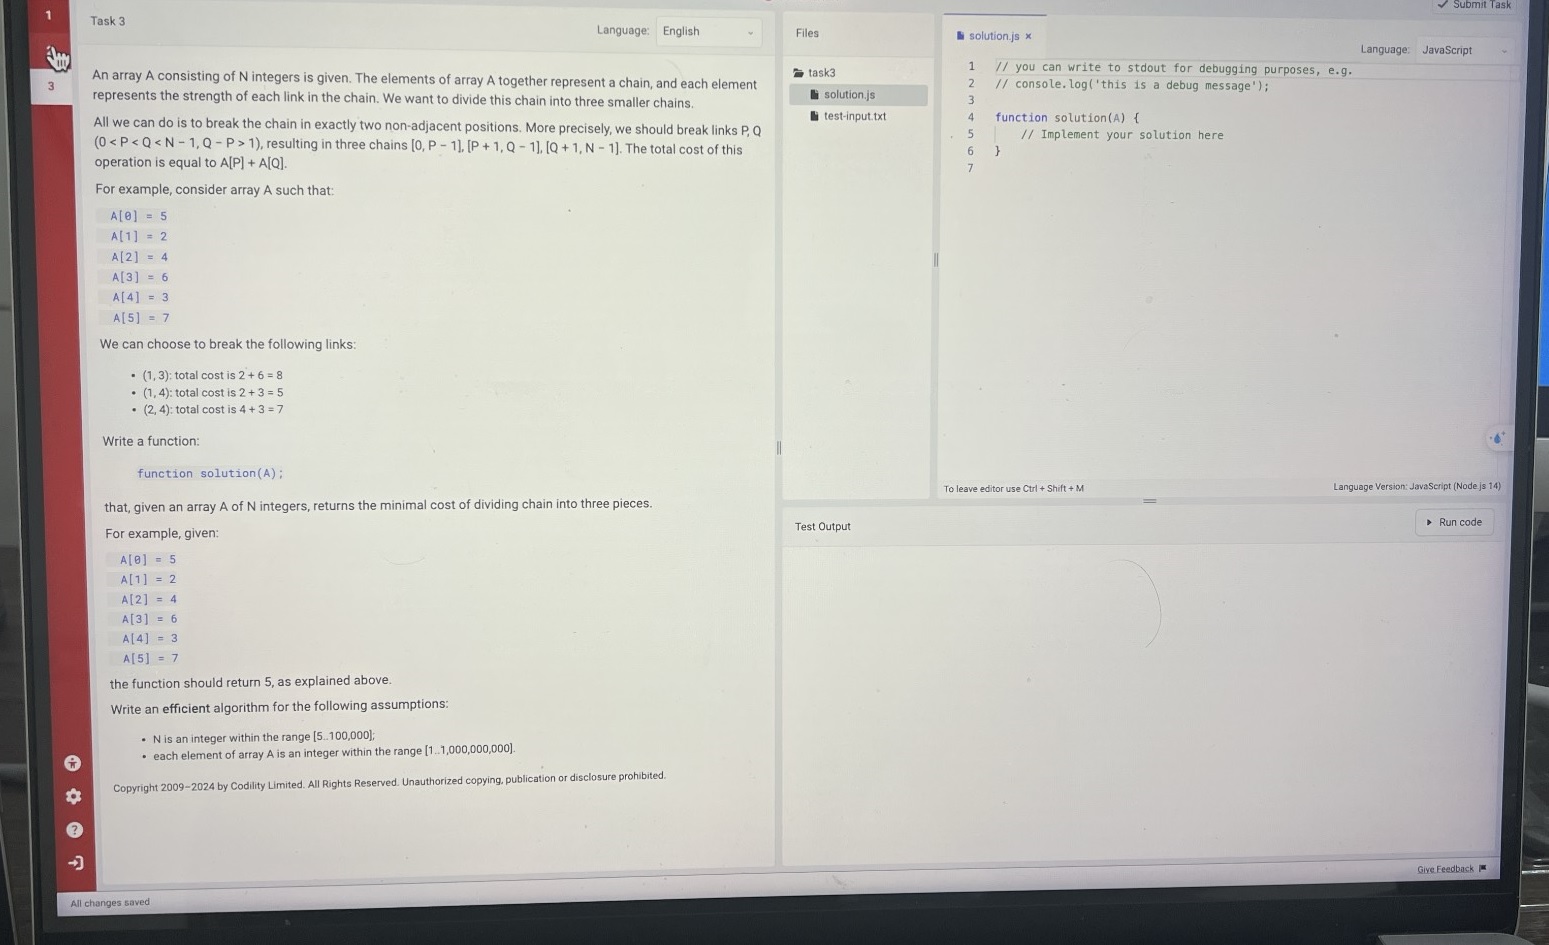 1
Task 3
Language: English
Files
solution.js ×
✓ Submit Task
Language: JavaScript
3
An array A consisting of N integers is given. The elements of array A together represent a chain, and each element
represents the strength of each link in the chain. We want to divide this chain into three smaller chains.
All we can do is to break the chain in exactly two non-adjacent positions. More precisely, we should break links P, Q
(0 < P < Q < N − 1, Q − P > 1), resulting in three chains [0, P − 1], [P + 1, Q − 1], [Q + 1, N − 1]. The total cost of this
operation is equal to A[P] + A[Q].
For example, consider array A such that:
A[0] = 5
A[1] = 2
A[2] = 4
A[3] = 6
A[4] = 3
A[5] = 7
We can choose to break the following links:
• (1, 3): total cost is 2 + 6 = 8
• (1, 4): total cost is 2 + 3 = 5
• (2, 4): total cost is 4 + 3 = 7
Write a function:
function solution(A);
that, given an array A of N integers, returns the minimal cost of dividing chain into three pieces.
For example, given:
A[0] = 5
A[1] = 2
A[2] = 4
A[3] = 6
A[4] = 3
A[5] = 7
the function should return 5, as explained above.
Write an efficient algorithm for the following assumptions:
• N is an integer within the range [5..100,000];
• each element of array A is an integer within the range [1..1,000,000,000].
Copyright 2009–2024 by Codility Limited. All Rights Reserved. Unauthorized copying, publication or disclosure prohibited.
task3
solution.js
test-input.txt
1 // you can write to stdout for debugging purposes, e.g.
2 // console.log('this is a debug message');
3
4 function solution(A) {
5 // Implement your solution here
6 }
7
To leave editor use Ctrl + Shift + M
Language Version: JavaScript (Node.js 14)
Test Output
Run code
Give Feedback
All changes saved